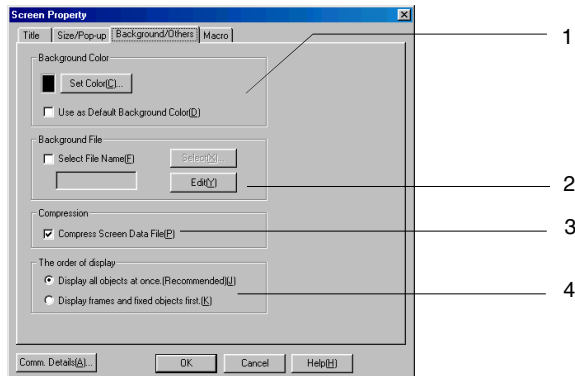 Screen Property
Title Size/Pop-up Background/Others Macro
Background Color
Set Color(C)...
Use as Default Background Color(D)
Background File
Select File Name(F) Select(X)...
Edit(Y)
Compression
Compress Screen Data File(P)
The order of display
Display all objects at once.(Recommended)(J)
Display frames and fixed objects first.(K)
Comm. Details(A)... OK Cancel Help(H)
1
2
3
4